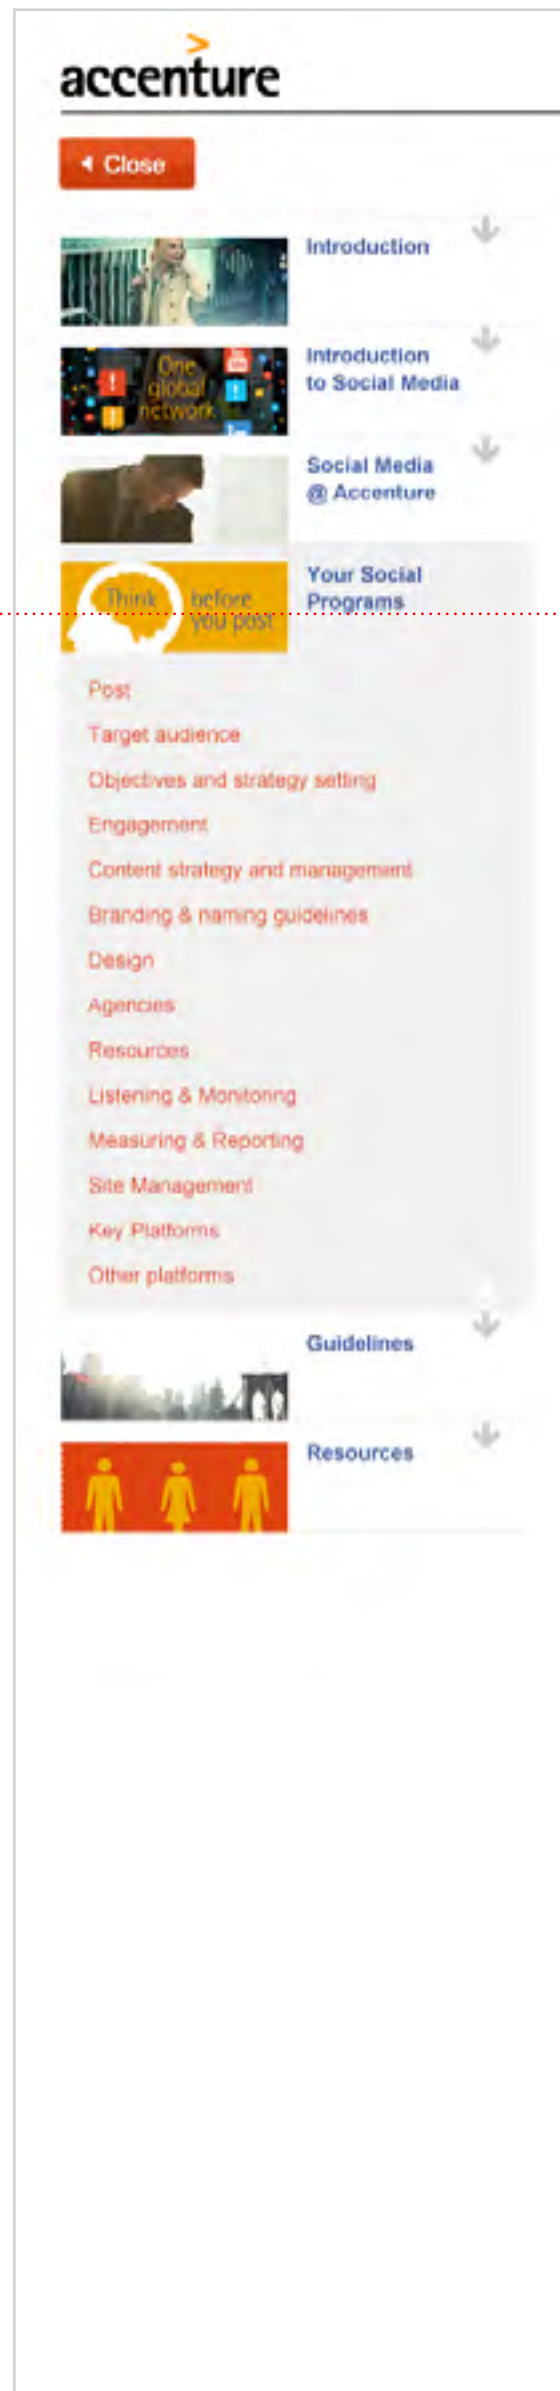 >
accenture
Close
Introduction
One
global
network
Introduction
to Social Media
Social Media
@ Accenture
Think before
you post
Your Social
Programs
Post
Target audience
Objectives and strategy setting
Engagement
Content strategy and management
Branding & naming guidelines
Design
Agencies
Resources
Listening & Monitoring
Measuring & Reporting
Site Management
Key Platforms
Other platforms
Guidelines
Resources